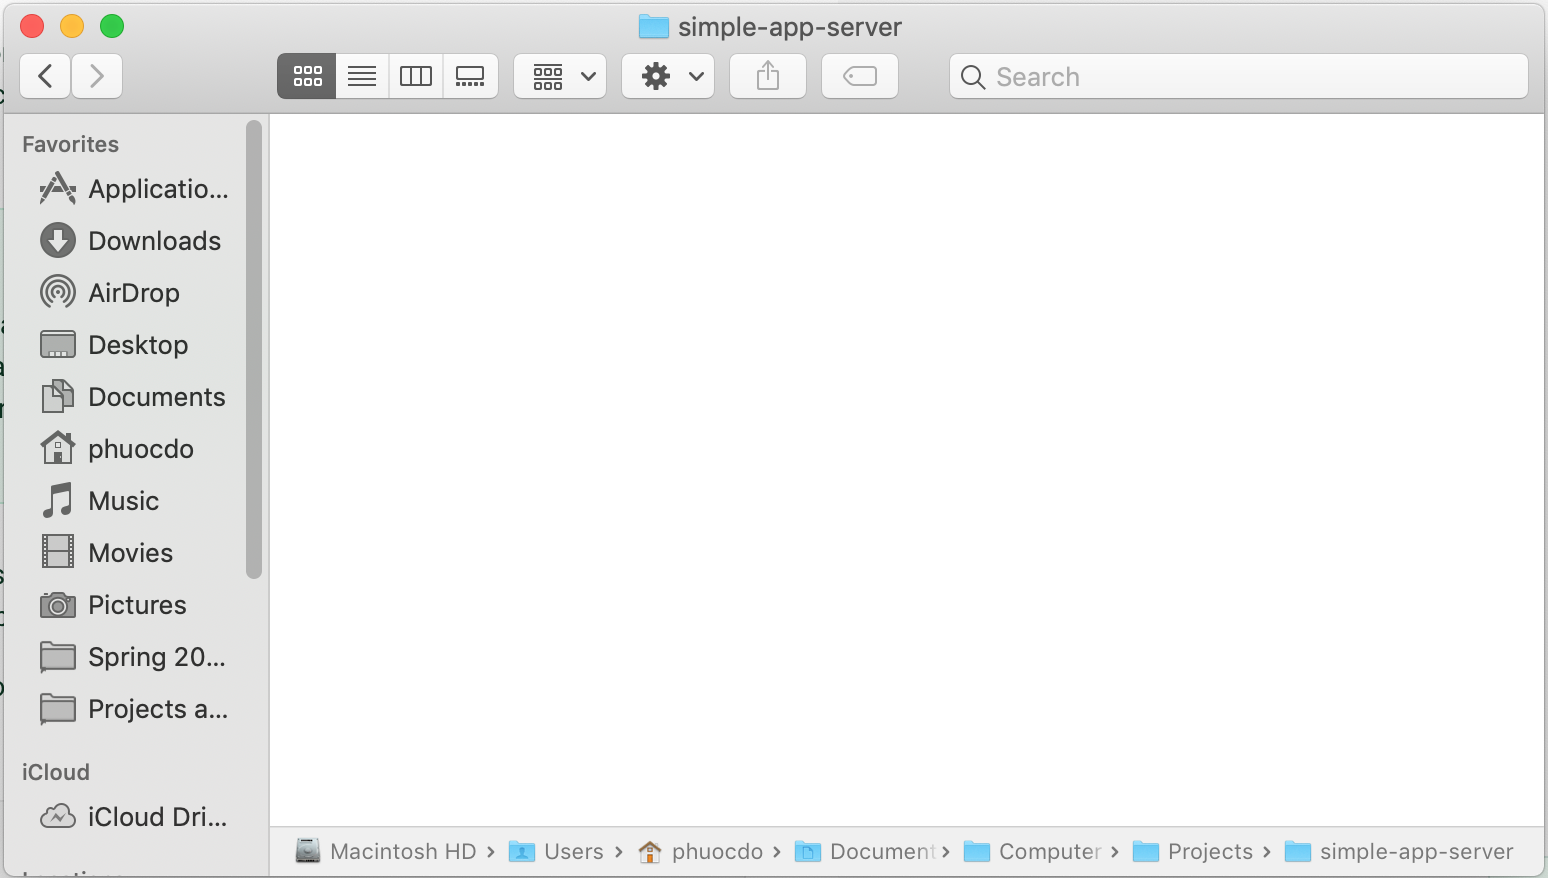 simple-app-server
Search
Favorites
Applicatio...
Downloads
AirDrop
Desktop
Documents
phuocdo
Music
Movies
Pictures
Spring 20...
Projects a...
iCloud
iCloud Dri...
Macintosh HD › Users › phuocdo › Document › Computer › Projects › simple-app-server